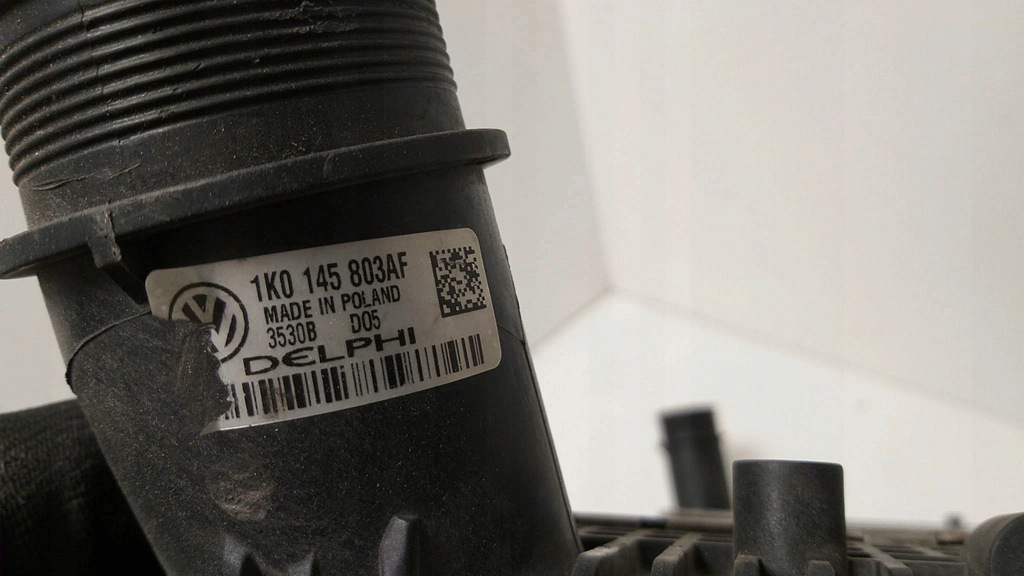 1K0 145 803AF
MADE IN POLAND
3530B D05
DELPHI